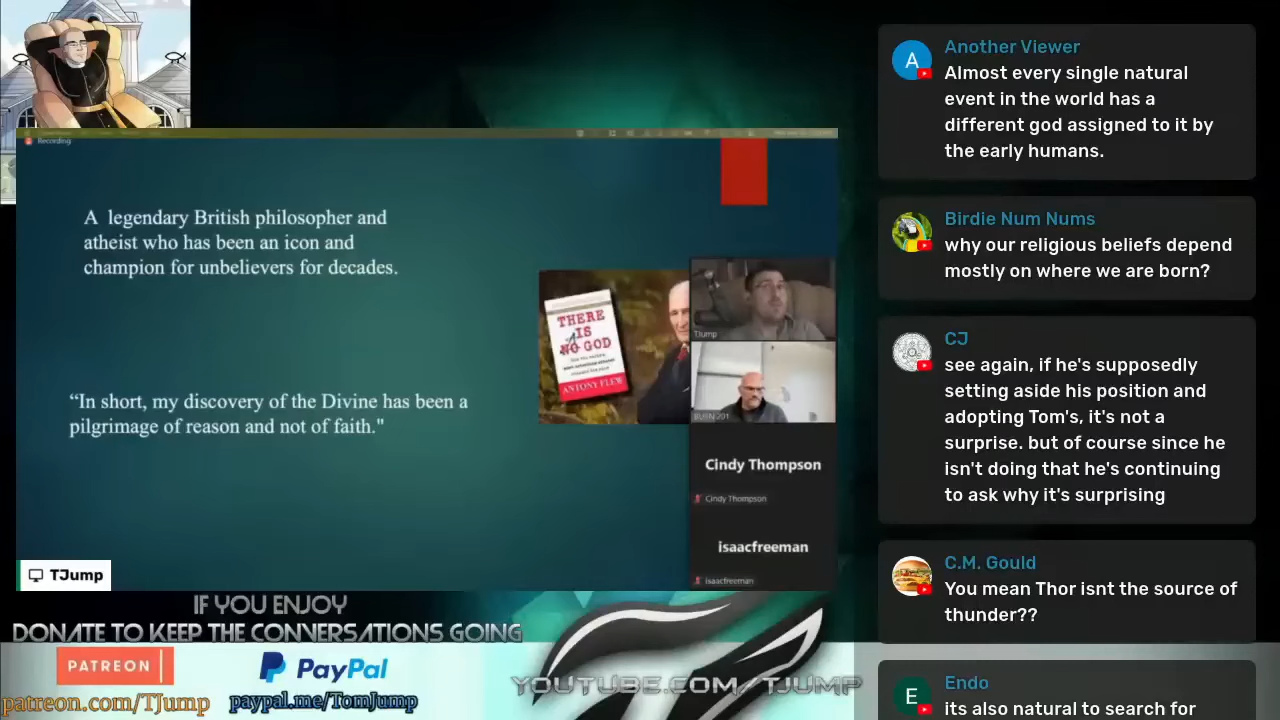 Recording
A legendary British philosopher and
atheist who has been an icon and
champion for unbelievers for decades.
“In short, my discovery of the Divine has been a
pilgrimage of reason and not of faith."
THERE
IS
NO GOD
ANTONY FLEW
TJump
Cindy Thompson
Cindy Thompson
isaacfreeman
isaacfreeman
TJump
IF YOU ENJOY
DONATE TO KEEP THE CONVERSATIONS GOING
PATREON
PayPal
patreon.com/TJump
paypal.me/TomJump
YOUTUBE.COM/TJUMP
A
Another Viewer
Almost every single natural
event in the world has a
different god assigned to it by
the early humans.
Birdie Num Nums
why our religious beliefs depend
mostly on where we are born?
CJ
see again, if he's supposedly
setting aside his position and
adopting Tom's, it's not a
surprise. but of course since he
isn't doing that he's continuing
to ask why it's surprising
C.M. Gould
You mean Thor isnt the source of
thunder??
E
Endo
its also natural to search for